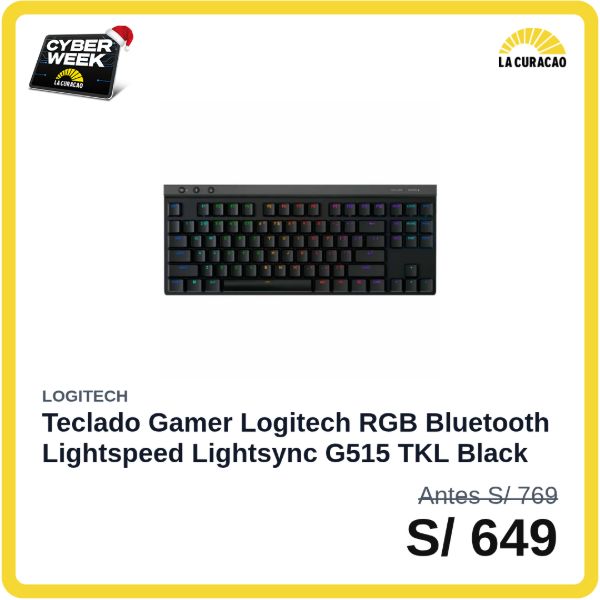 CYBER
WEEK
LA CURACAO
LA CURACAO
LOGITECH
Teclado Gamer Logitech RGB Bluetooth
Lightspeed Lightsync G515 TKL Black
Antes S/ 769
S/ 649